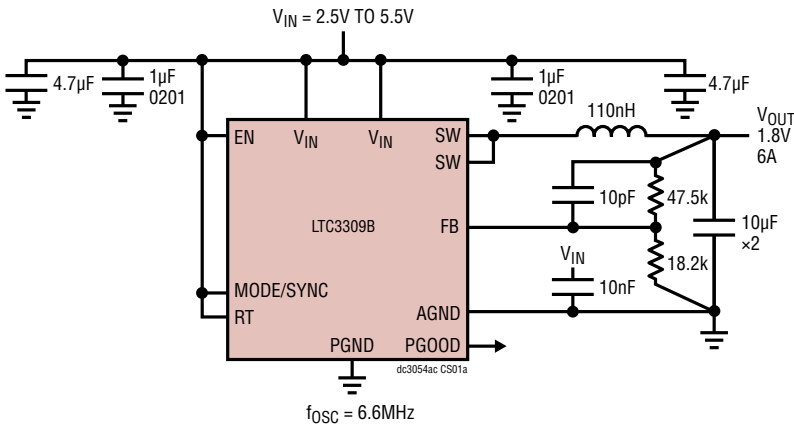 V_IN = 2.5V TO 5.5V
4.7µF
1µF
0201
1µF
0201
4.7µF
110nH
V_OUT
1.8V
6A
EN
V_IN
V_IN
SW
SW
10pF
47.5k
LTC3309B
FB
10µF
×2
V_IN
18.2k
10nF
MODE/SYNC
RT
AGND
PGND
PGOOD
dc3054ac CS01a
f_OSC = 6.6MHz